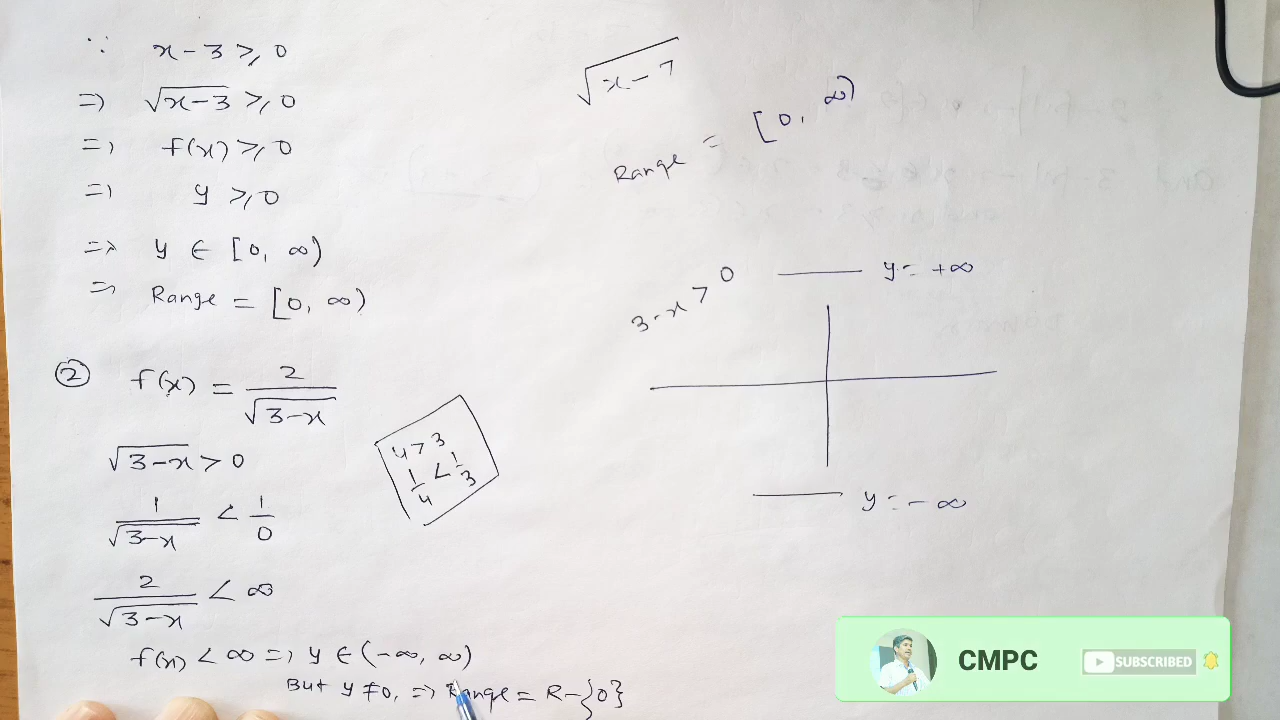 ∵ x - 3 ≥ 0
⇒ √(x-3) ≥ 0
⇒ f(x) ≥ 0
⇒ y ≥ 0
⇒ y ∈ [0, ∞)
⇒ Range = [0, ∞)
② f(x) = 2/√(3-x)
√(3-x) > 0
1/√(3-x) < 1/0
2/√(3-x) < ∞
f(x) < ∞ ⇒ y ∈ (-∞, ∞)
But y ≠ 0, ⇒ Range = R - {0}
4 > 3
1/4 < 1/3
√(x-7)
Range = [0, ∞)
3-x > 0
y = +∞
y = -∞
CMPC
SUBSCRIBED